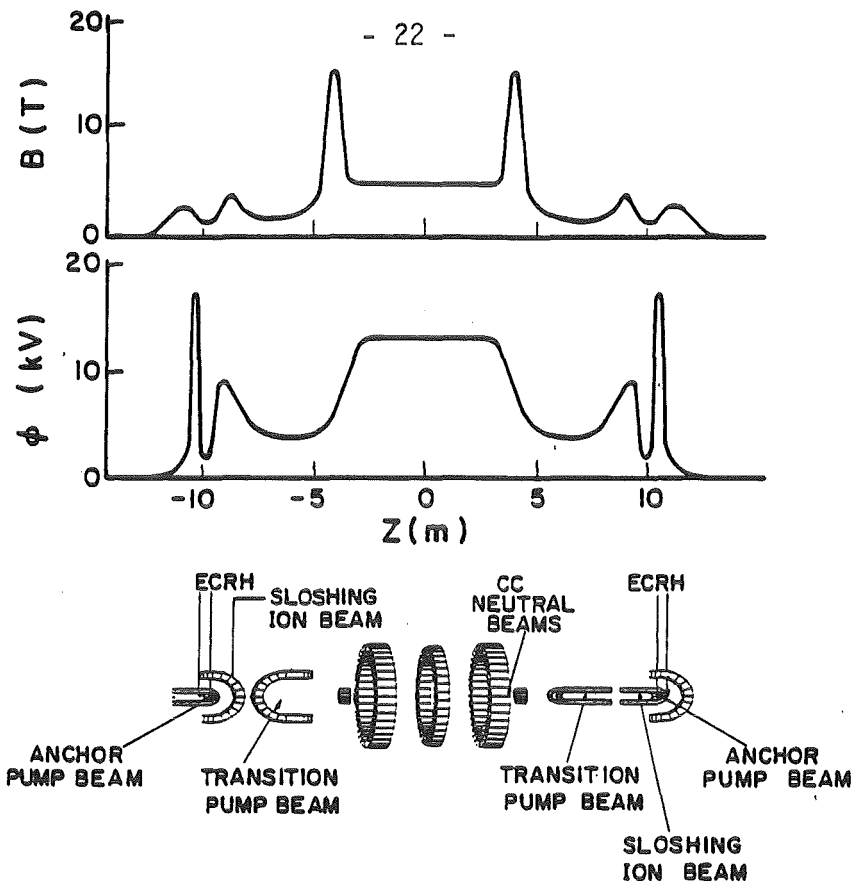 - 22 -
20
10
0
B (T)
20
10
0
ϕ (kV)
-10 -5 0 5 10
Z (m)
ECRH
SLOSHING
ION BEAM
CC
NEUTRAL
BEAMS
ECRH
ANCHOR
PUMP BEAM
TRANSITION
PUMP BEAM
TRANSITION
PUMP BEAM
ANCHOR
PUMP BEAM
SLOSHING
ION BEAM